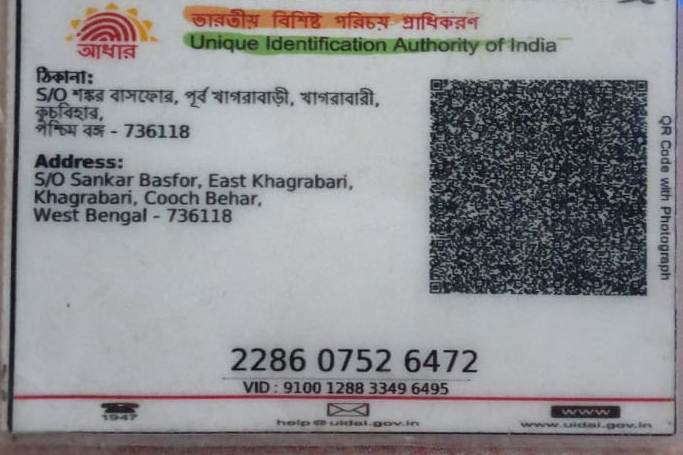 ভারতীয় বিশিষ্ট পরিচয় প্রাধিকরণ
Unique Identification Authority of India
আধার
ঠিকানা:
S/O শঙ্কর বাসফোর, পূর্ব খাগরাবাড়ী, খাগরাবারী,
কুচবিহার,
পশ্চিম বঙ্গ - 736118
Address:
S/O Sankar Basfor, East Khagrabari,
Khagrabari, Cooch Behar,
West Bengal - 736118
QR Code with Photograph
2286 0752 6472
VID : 9100 1288 3349 6495
1947
help@uidai.gov.in
www
www.uidai.gov.in